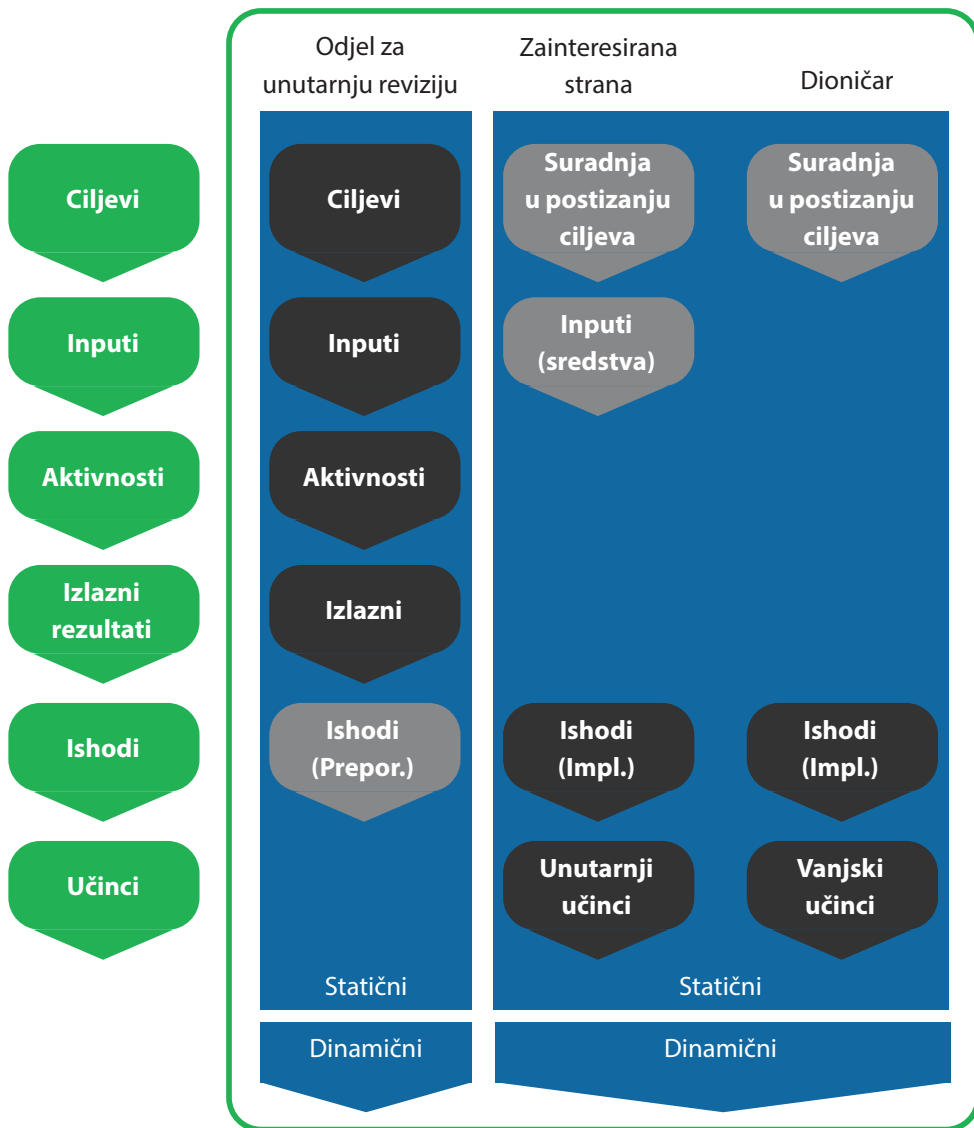 Odjel za
unutarnju reviziju
Zainteresirana
strana
Dioničar
Ciljevi
Ciljevi
Suradnja
u postizanju
ciljeva
Suradnja
u postizanju
ciljeva
Inputi
Inputi
Inputi
(sredstva)
Aktivnosti
Aktivnosti
Izlazni
rezultati
Izlazni
Ishodi
Ishodi
(Prepor.)
Ishodi
(Impl.)
Ishodi
(Impl.)
Učinci
Unutarnji
učinci
Vanjski
učinci
Statični
Statični
Dinamični
Dinamični